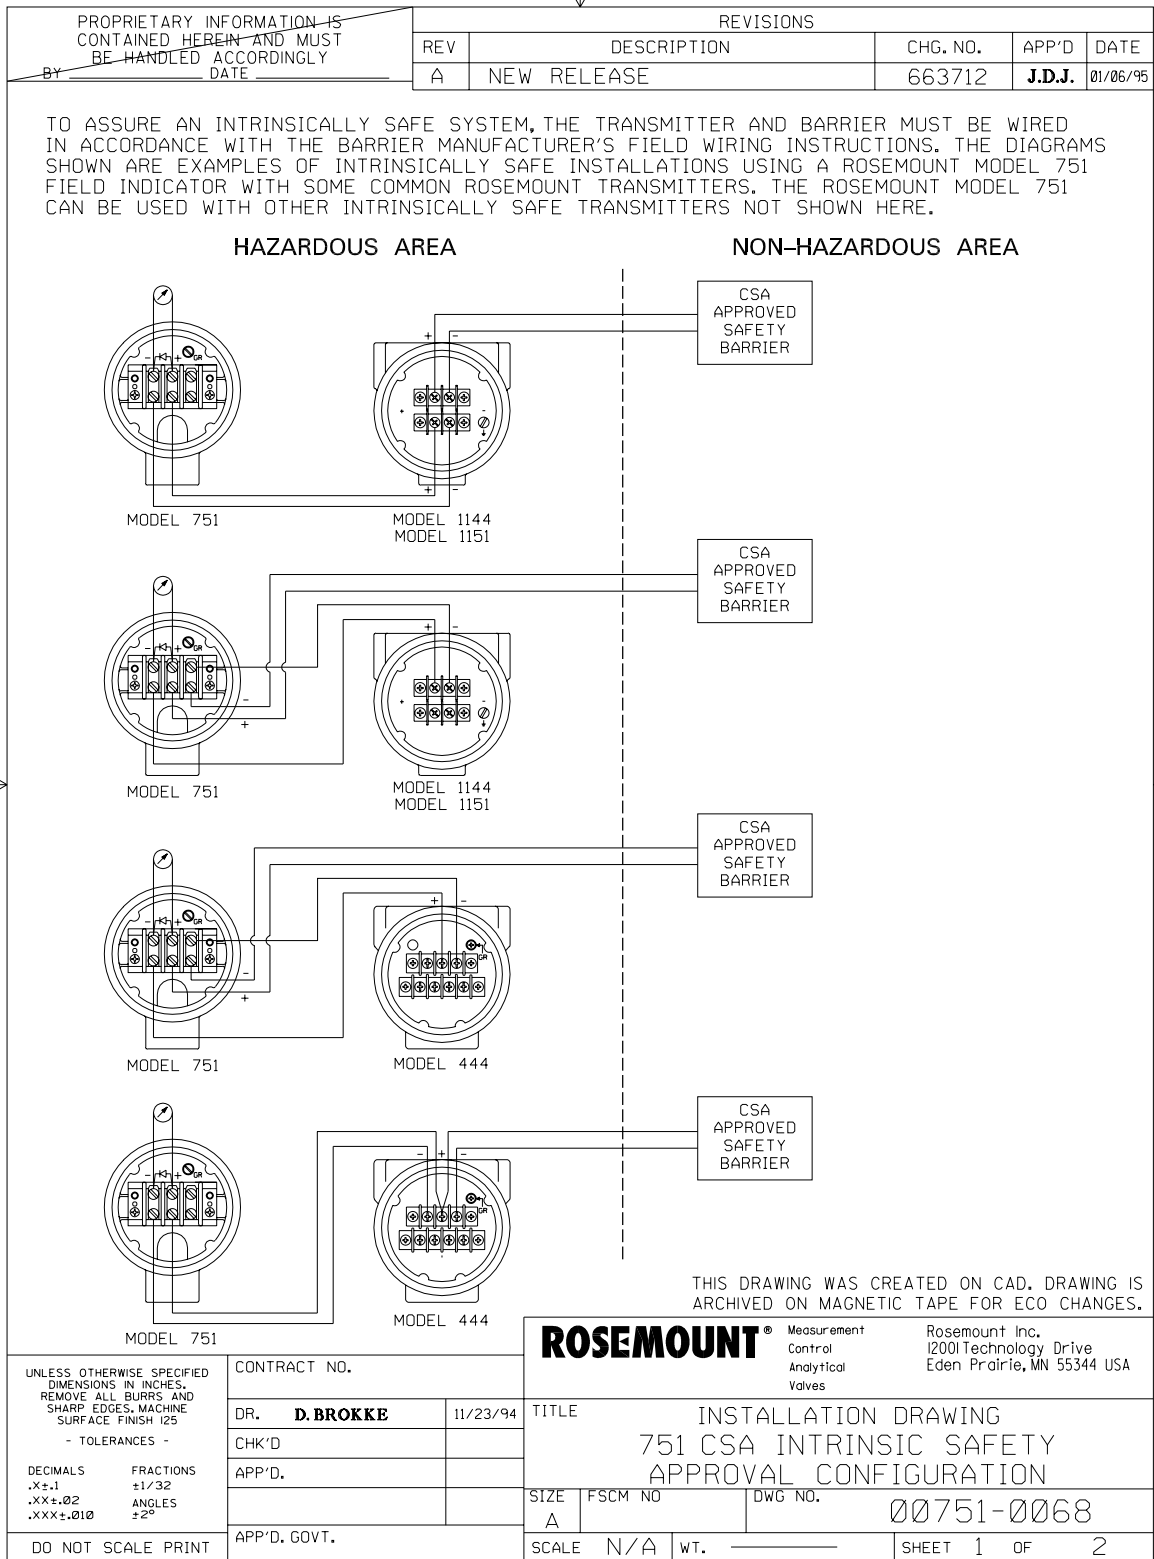 PROPRIETARY INFORMATION IS
CONTAINED HEREIN AND MUST
BE HANDLED ACCORDINGLY
BY DATE
REVISIONS
REV DESCRIPTION CHG. NO. APP'D DATE
A NEW RELEASE 663712 J.D.J. 01/06/95
TO ASSURE AN INTRINSICALLY SAFE SYSTEM, THE TRANSMITTER AND BARRIER MUST BE WIRED
IN ACCORDANCE WITH THE BARRIER MANUFACTURER'S FIELD WIRING INSTRUCTIONS. THE DIAGRAMS
SHOWN ARE EXAMPLES OF INTRINSICALLY SAFE INSTALLATIONS USING A ROSEMOUNT MODEL 751
FIELD INDICATOR WITH SOME COMMON ROSEMOUNT TRANSMITTERS. THE ROSEMOUNT MODEL 751
CAN BE USED WITH OTHER INTRINSICALLY SAFE TRANSMITTERS NOT SHOWN HERE.
HAZARDOUS AREA NON-HAZARDOUS AREA
CSA
APPROVED
SAFETY
BARRIER
+ -
- + GR
+ -
+ -
MODEL 751
MODEL 1144
MODEL 1151
CSA
APPROVED
SAFETY
BARRIER
+ -
- + GR
+ -
-
+
MODEL 751
MODEL 1144
MODEL 1151
CSA
APPROVED
SAFETY
BARRIER
+ -
- + GR
GR
-
+
MODEL 751
MODEL 444
CSA
APPROVED
SAFETY
BARRIER
- + -
- + GR
GR
MODEL 751
MODEL 444
THIS DRAWING WAS CREATED ON CAD. DRAWING IS
ARCHIVED ON MAGNETIC TAPE FOR ECO CHANGES.
UNLESS OTHERWISE SPECIFIED
DIMENSIONS IN INCHES.
REMOVE ALL BURRS AND
SHARP EDGES. MACHINE
SURFACE FINISH 125
- TOLERANCES -
DECIMALS FRACTIONS
.X±.1 ±1/32
.XX±.02 ANGLES
.XXX±.010 ±2°
DO NOT SCALE PRINT
CONTRACT NO.
DR. D. BROKKE 11/23/94
CHK'D
APP'D.
APP'D. GOVT.
ROSEMOUNT®
Measurement
Control
Analytical
Valves
Rosemount Inc.
12001 Technology Drive
Eden Prairie, MN 55344 USA
TITLE
INSTALLATION DRAWING
751 CSA INTRINSIC SAFETY
APPROVAL CONFIGURATION
SIZE A FSCM NO DWG NO. 00751-0068
SCALE N/A WT. SHEET 1 OF 2